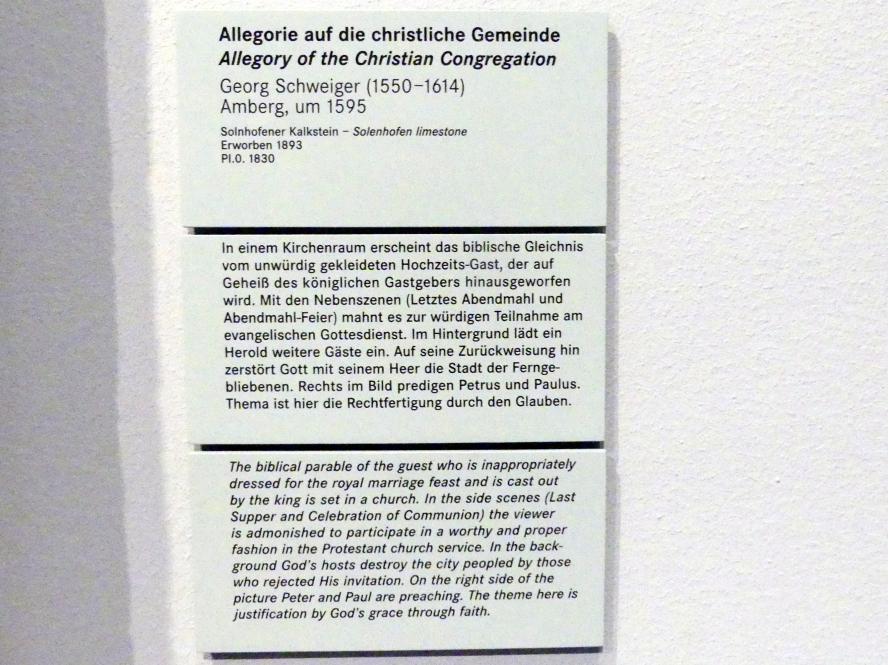 Allegorie auf die christliche Gemeinde
Allegory of the Christian Congregation
Georg Schweiger (1550–1614)
Amberg, um 1595
Solnhofener Kalkstein – Solenhofen limestone
Erworben 1893
Pl.O. 1830
In einem Kirchenraum erscheint das biblische Gleichnis
vom unwürdig gekleideten Hochzeits-Gast, der auf
Geheiß des königlichen Gastgebers hinausgeworfen
wird. Mit den Nebenszenen (Letztes Abendmahl und
Abendmahl-Feier) mahnt es zur würdigen Teilnahme am
evangelischen Gottesdienst. Im Hintergrund lädt ein
Herold weitere Gäste ein. Auf seine Zurückweisung hin
zerstört Gott mit seinem Heer die Stadt der Fernge-
bliebenen. Rechts im Bild predigen Petrus und Paulus.
Thema ist hier die Rechtfertigung durch den Glauben.
The biblical parable of the guest who is inappropriately
dressed for the royal marriage feast and is cast out
by the king is set in a church. In the side scenes (Last
Supper and Celebration of Communion) the viewer
is admonished to participate in a worthy and proper
fashion in the Protestant church service. In the back-
ground God's hosts destroy the city peopled by those
who rejected His invitation. On the right side of the
picture Peter and Paul are preaching. The theme here is
justification by God's grace through faith.